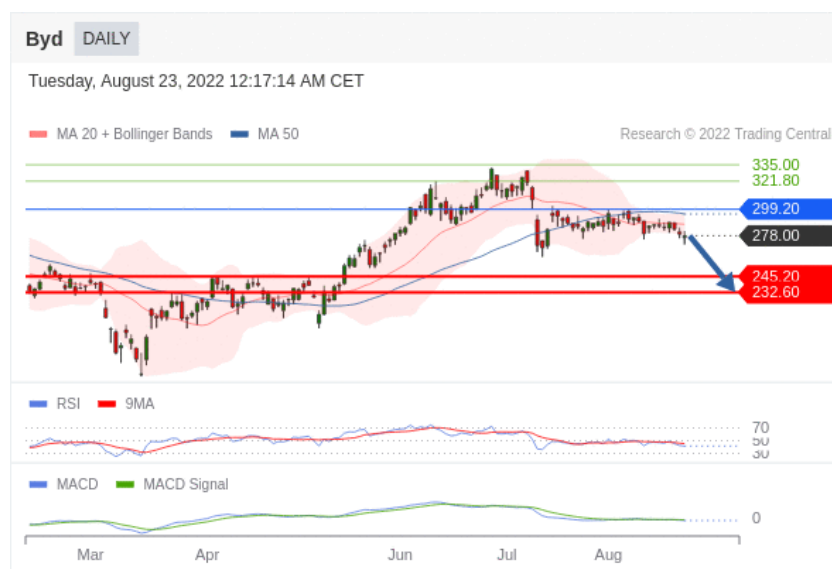 Byd DAILY
Tuesday, August 23, 2022 12:17:14 AM CET
MA 20 + Bollinger Bands MA 50 Research © 2022 Trading Central
335.00
321.80
299.20
278.00
245.20
232.60
RSI 9MA
70
50
30
MACD MACD Signal
0
Mar Apr Jun Jul Aug